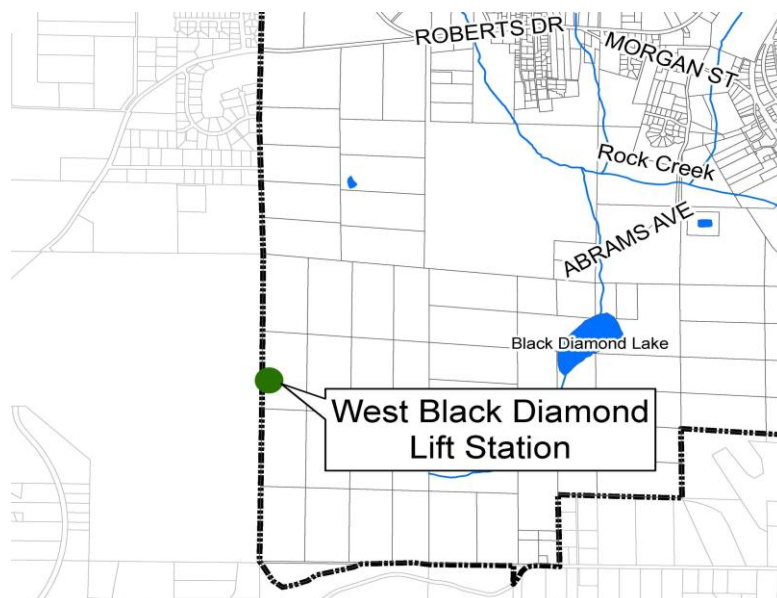 ROBERTS DR
MORGAN ST
Rock Creek
ABRAMS AVE
Black Diamond Lake
West Black Diamond
Lift Station